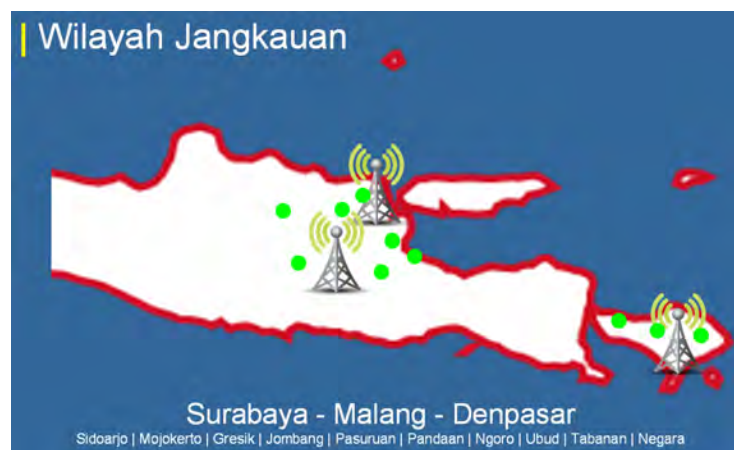 | Wilayah Jangkauan
Surabaya - Malang - Denpasar
Sidoarjo | Mojokerto | Gresik | Jombang | Pasuruan | Pandaan | Ngoro | Ubud | Tabanan | Negara